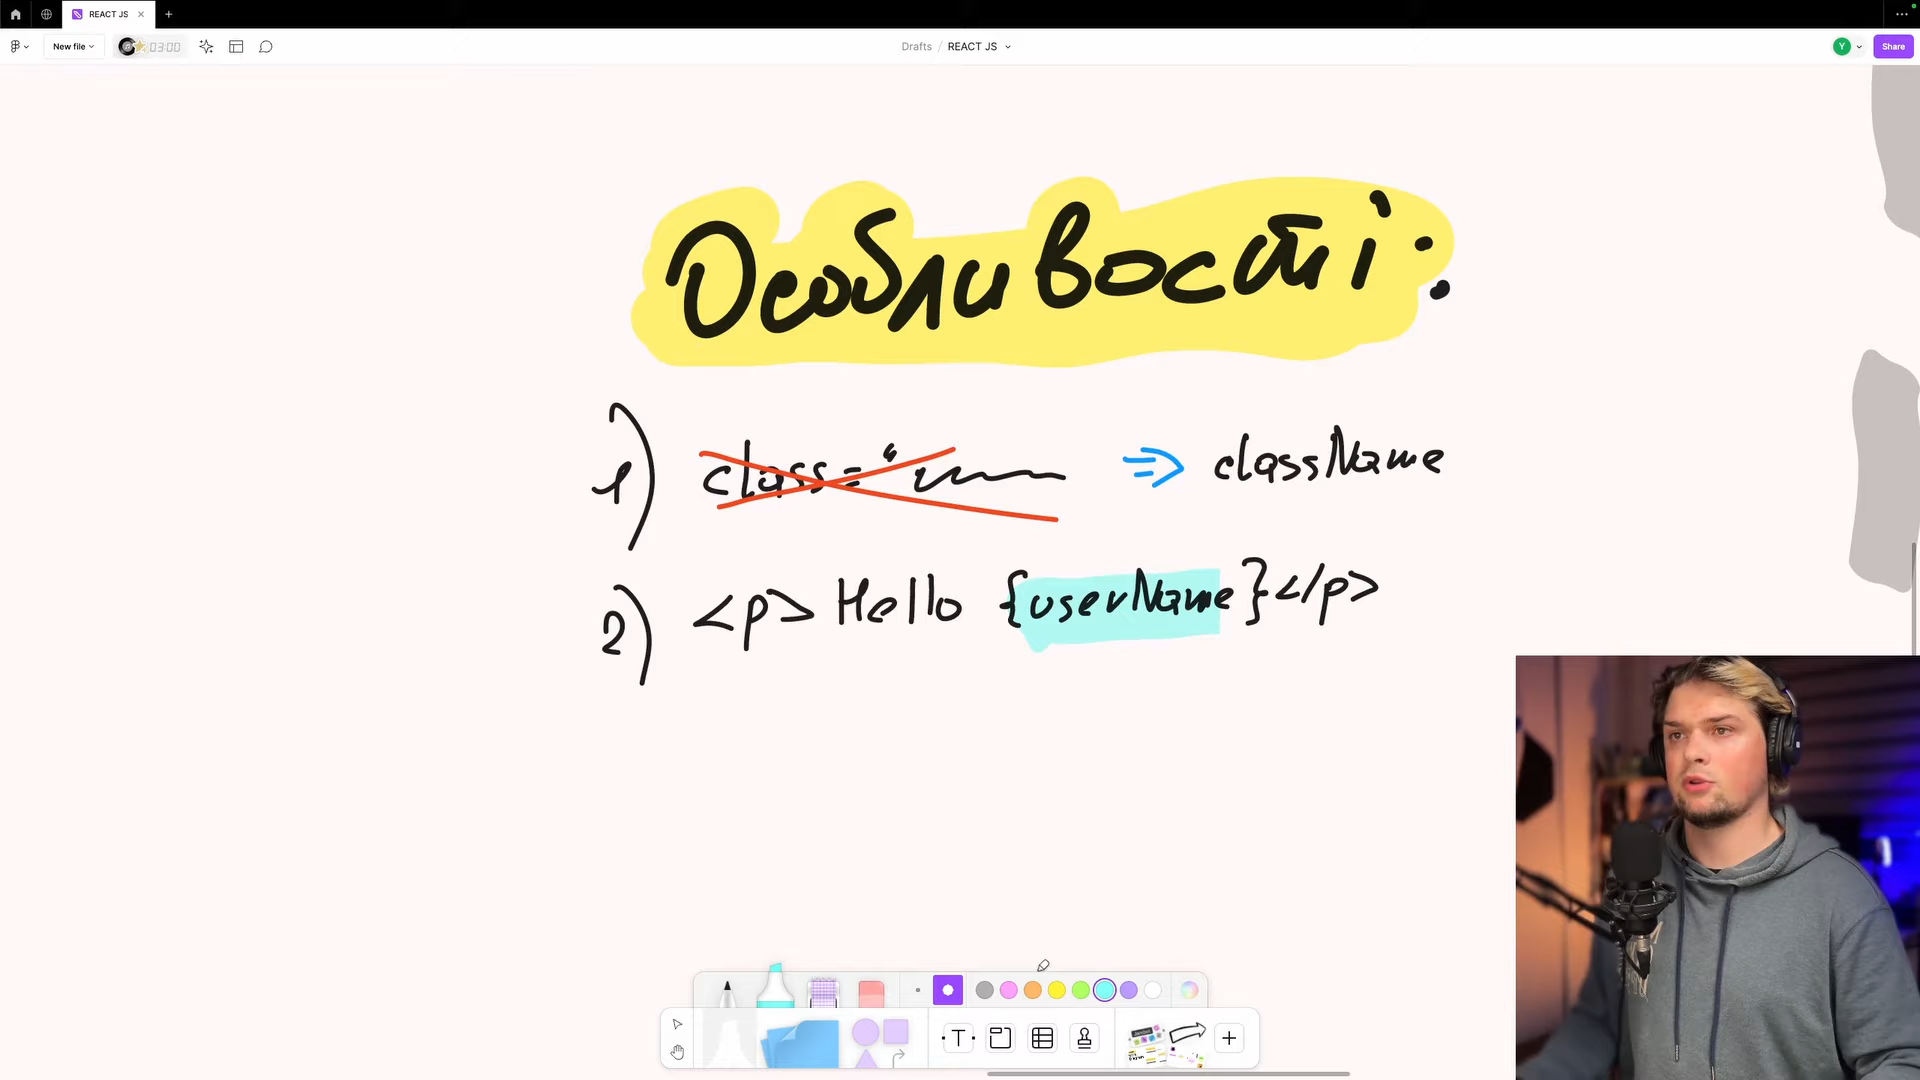 REACT JS
New file
03:00
Drafts / REACT JS
Y
Share
Особливості:
1) class=“ ⇒ className
2) <p> Hello {userName}</p>
T